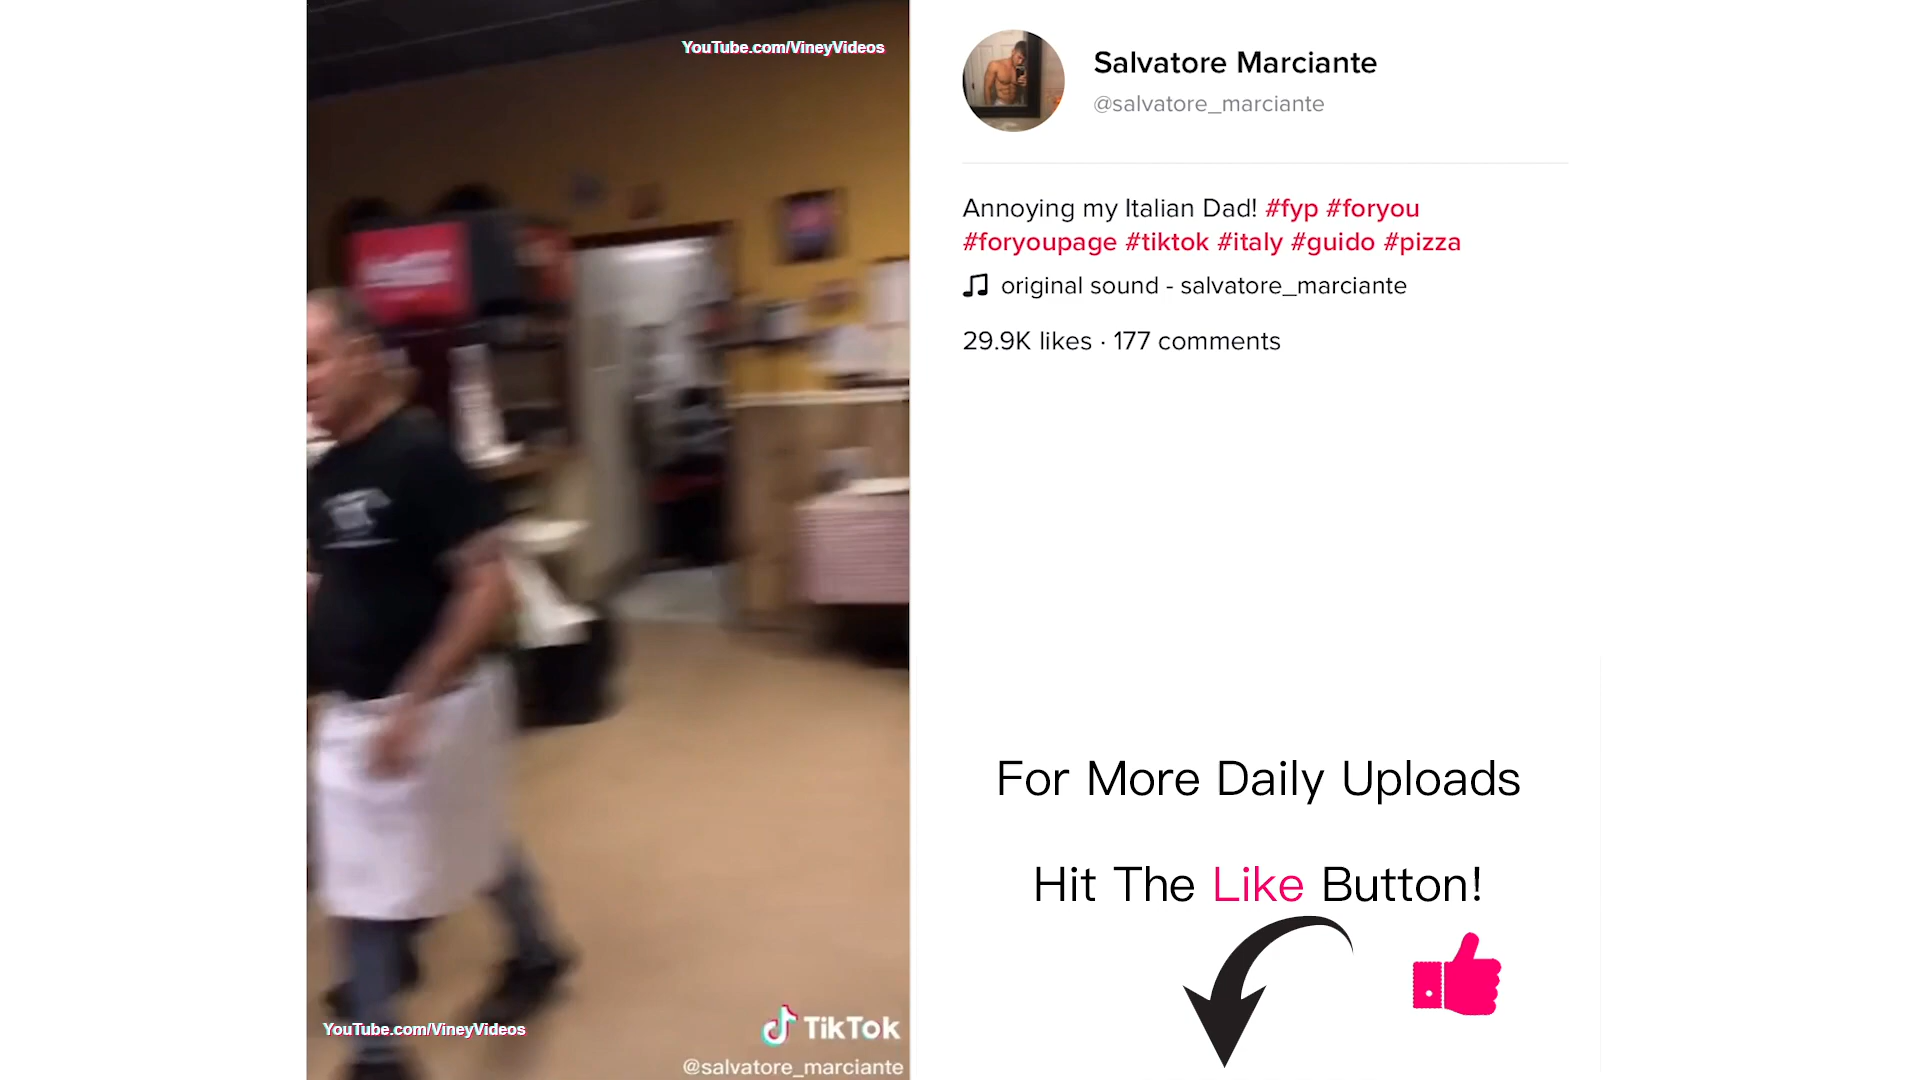 YouTube.com/VineyVideos
Salvatore Marciante
@salvatore_marciante
Annoying my Italian Dad! #fyp #foryou
#foryoupage #tiktok #italy #guido #pizza
original sound - salvatore_marciante
29.9K likes · 177 comments
For More Daily Uploads
Hit The Like Button!
YouTube.com/VineyVideos
TikTok
@salvatore_marciante